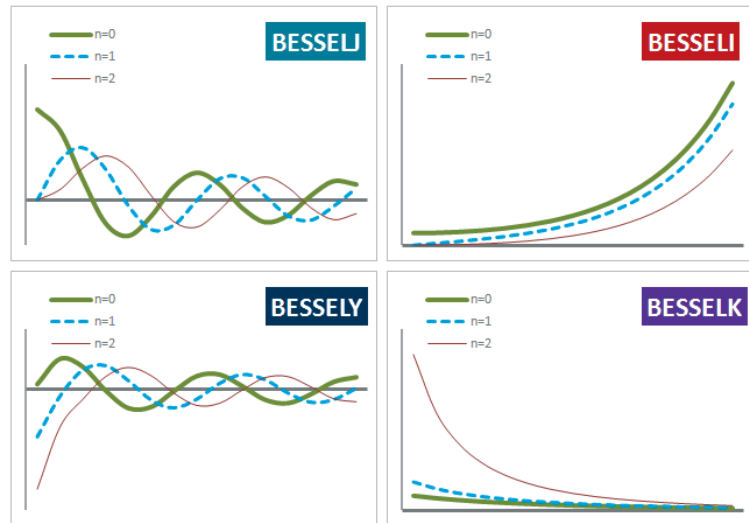 n=0
n=1
n=2
BESSELJ
n=0
n=1
n=2
BESSELI
n=0
n=1
n=2
BESSELY
n=0
n=1
n=2
BESSELK